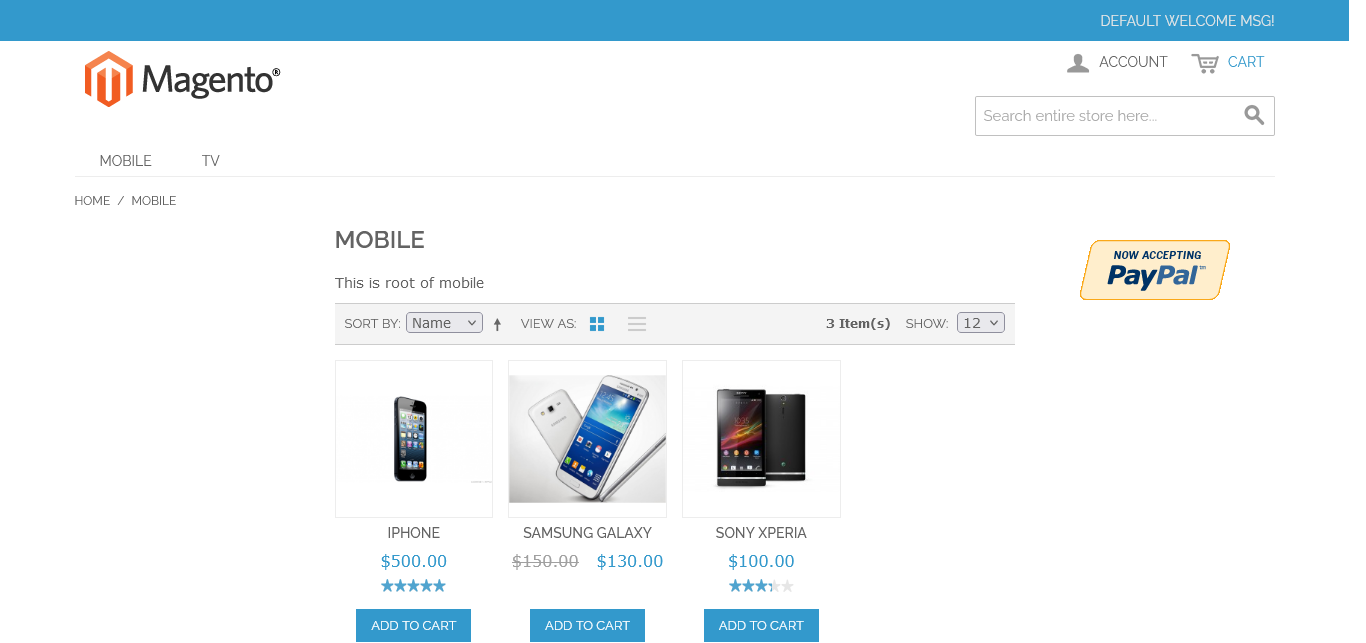 DEFAULT WELCOME MSG!
Magento®
ACCOUNT CART
Search entire store here...
MOBILE TV
HOME / MOBILE
MOBILE
NOW ACCEPTING
PayPal™
This is root of mobile
SORT BY: Name VIEW AS: 3 Item(s) SHOW: 12
IPHONE SAMSUNG GALAXY SONY XPERIA
$500.00 $150.00 $130.00 $100.00
ADD TO CART ADD TO CART ADD TO CART